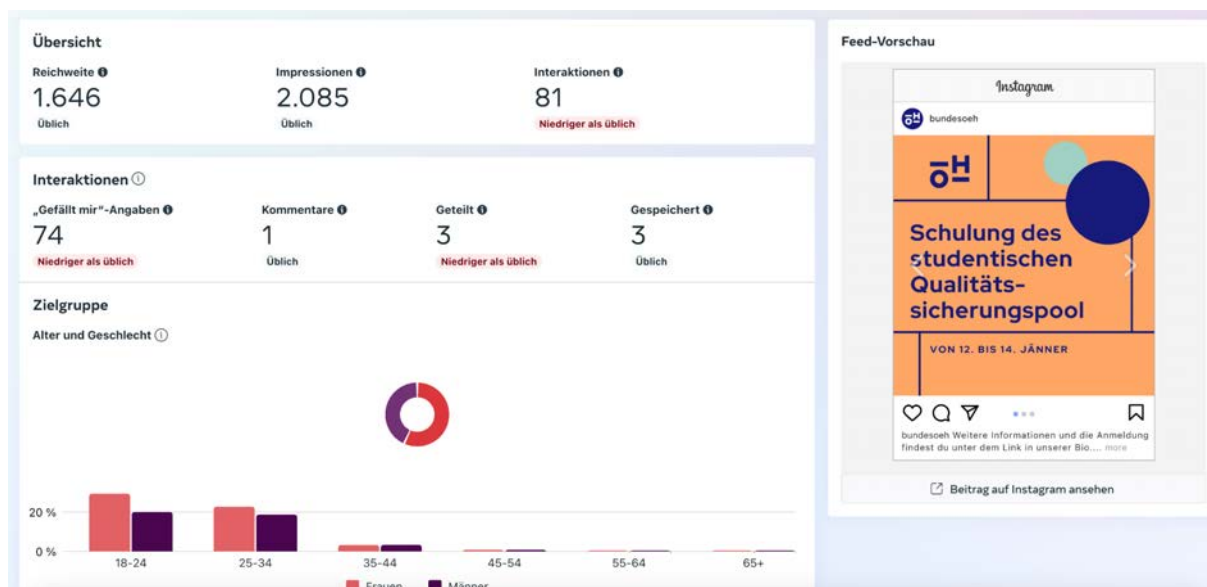 Übersicht
Reichweite
1.646
Üblich
Impressionen
2.085
Üblich
Interaktionen
81
Niedriger als üblich
Interaktionen
„Gefällt mir“-Angaben
74
Niedriger als üblich
Kommentare
1
Üblich
Geteilt
3
Niedriger als üblich
Gespeichert
3
Üblich
Zielgruppe
Alter und Geschlecht
20 %
0 %
18-24
25-34
35-44
45-54
55-64
65+
Frauen
Männer
Feed-Vorschau
Instagram
bundesoeh
ōH
Schulung des
studentischen
Qualitäts-
sicherungspool
VON 12. BIS 14. JÄNNER
bundesoeh Weitere Informationen und die Anmeldung
findest du unter dem Link in unserer Bio.... more
Beitrag auf Instagram ansehen